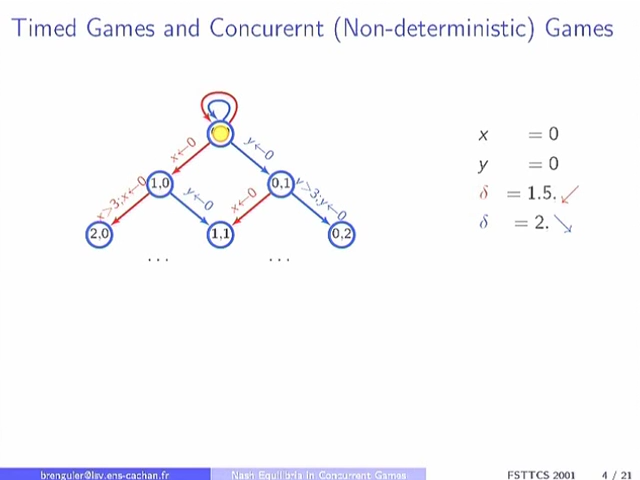 Timed Games and Concurernt (Non-deterministic) Games
x←0
y←0
x = 0
y = 0
δ = 1.5. ↙
δ = 2. ↘
x>3;x←0
1,0
y←0
x←0
0,1
y>3;y←0
2,0
1,1
0,2
...
...
brenguier@lsv.ens-cachan.fr
Nash Equilibria in Concurrent Games
FSTTCS 2001
4 / 21